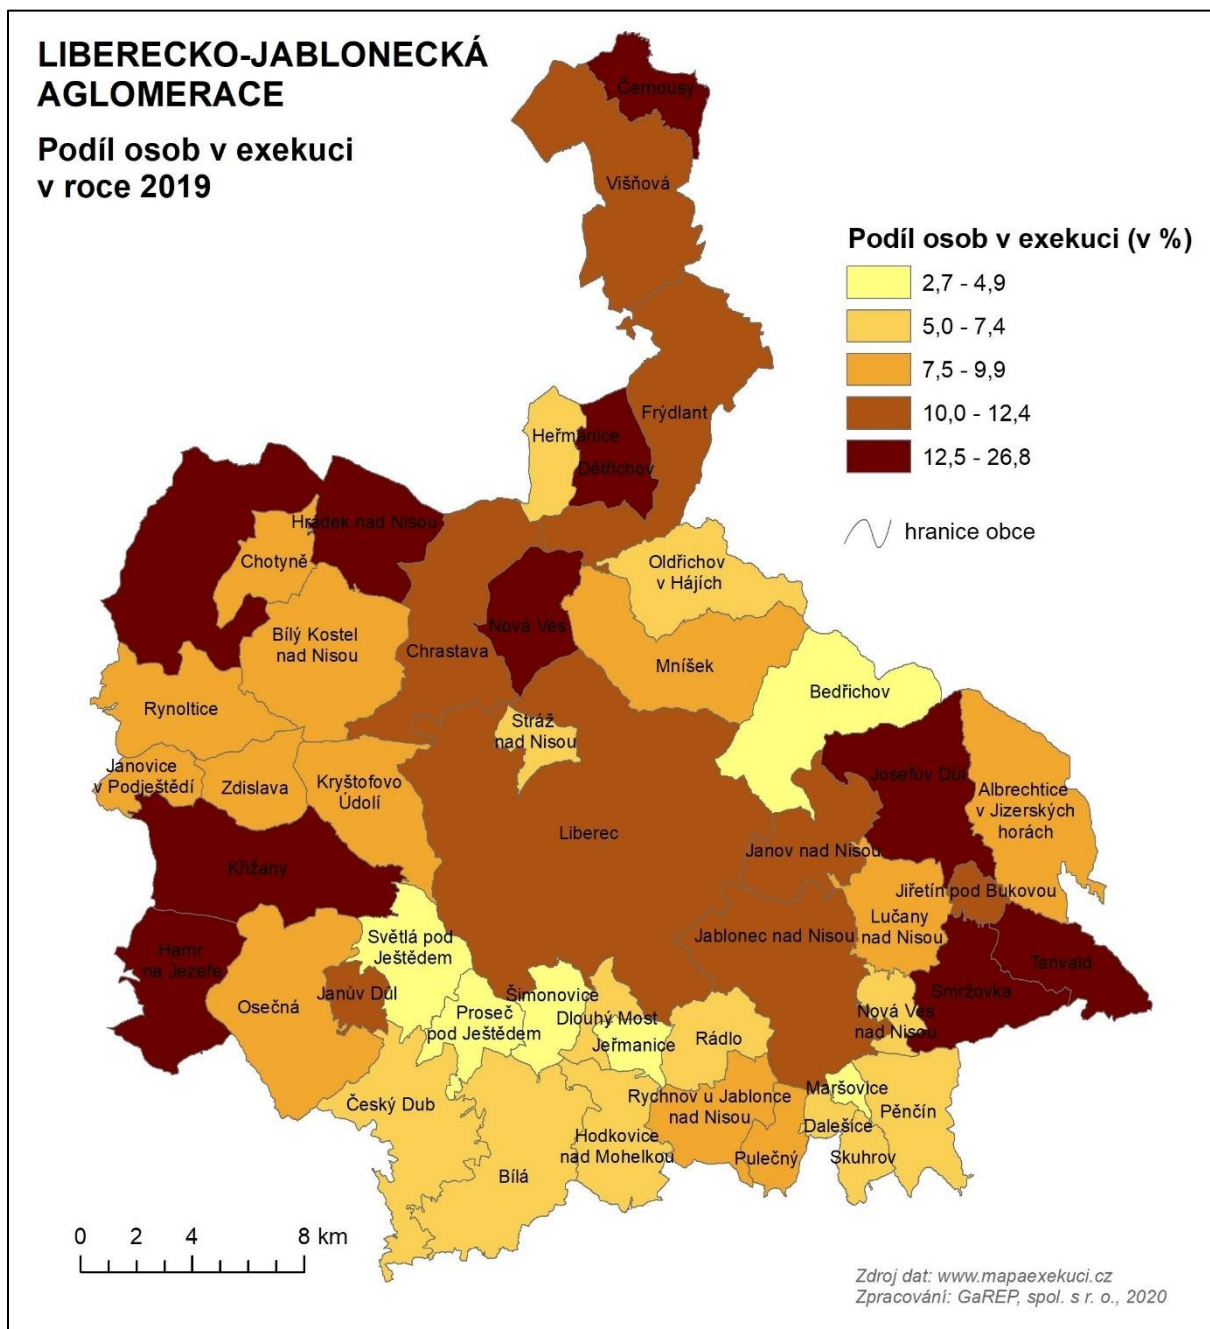 LIBERECKO-JABLONECKÁ
AGLOMERACE
Podíl osob v exekuci
v roce 2019
Černousy
Višňová
Podíl osob v exekuci (v %)
2,7 - 4,9
5,0 - 7,4
7,5 - 9,9
10,0 - 12,4
12,5 - 26,8
hranice obce
Frýdlant
Heřmanice
Dětřichov
Hrádek nad Nisou
Chotyně
Oldřichov
v Hájích
Nová Ves
Bílý Kostel
nad Nisou
Chrastava
Mníšek
Bedřichov
Rynoltice
Stráž
nad Nisou
Janovice
v Podještědí
Zdislava
Kryštofovo
Údolí
Josefův Důl
Albrechtice
v Jizerských
horách
Liberec
Janov nad Nisou
Křižany
Jiřetín pod Bukovou
Lučany
nad Nisou
Světlá pod
Ještědem
Jablonec nad Nisou
Hamr
na Jezeře
Tanvald
Smržovka
Osečná
Janův Důl
Šimonovice
Proseč
pod Ještědem
Dlouhý Most
Jeřmanice
Rádlo
Nová Ves
nad Nisou
Maršovice
Pěnčín
Český Dub
Rychnov u Jablonce
nad Nisou
Dalešice
Hodkovice
nad Mohelkou
Pulečný
Skuhrov
Bílá
0 2 4 8 km
Zdroj dat: www.mapaexekuci.cz
Zpracování: GaREP, spol. s r. o., 2020